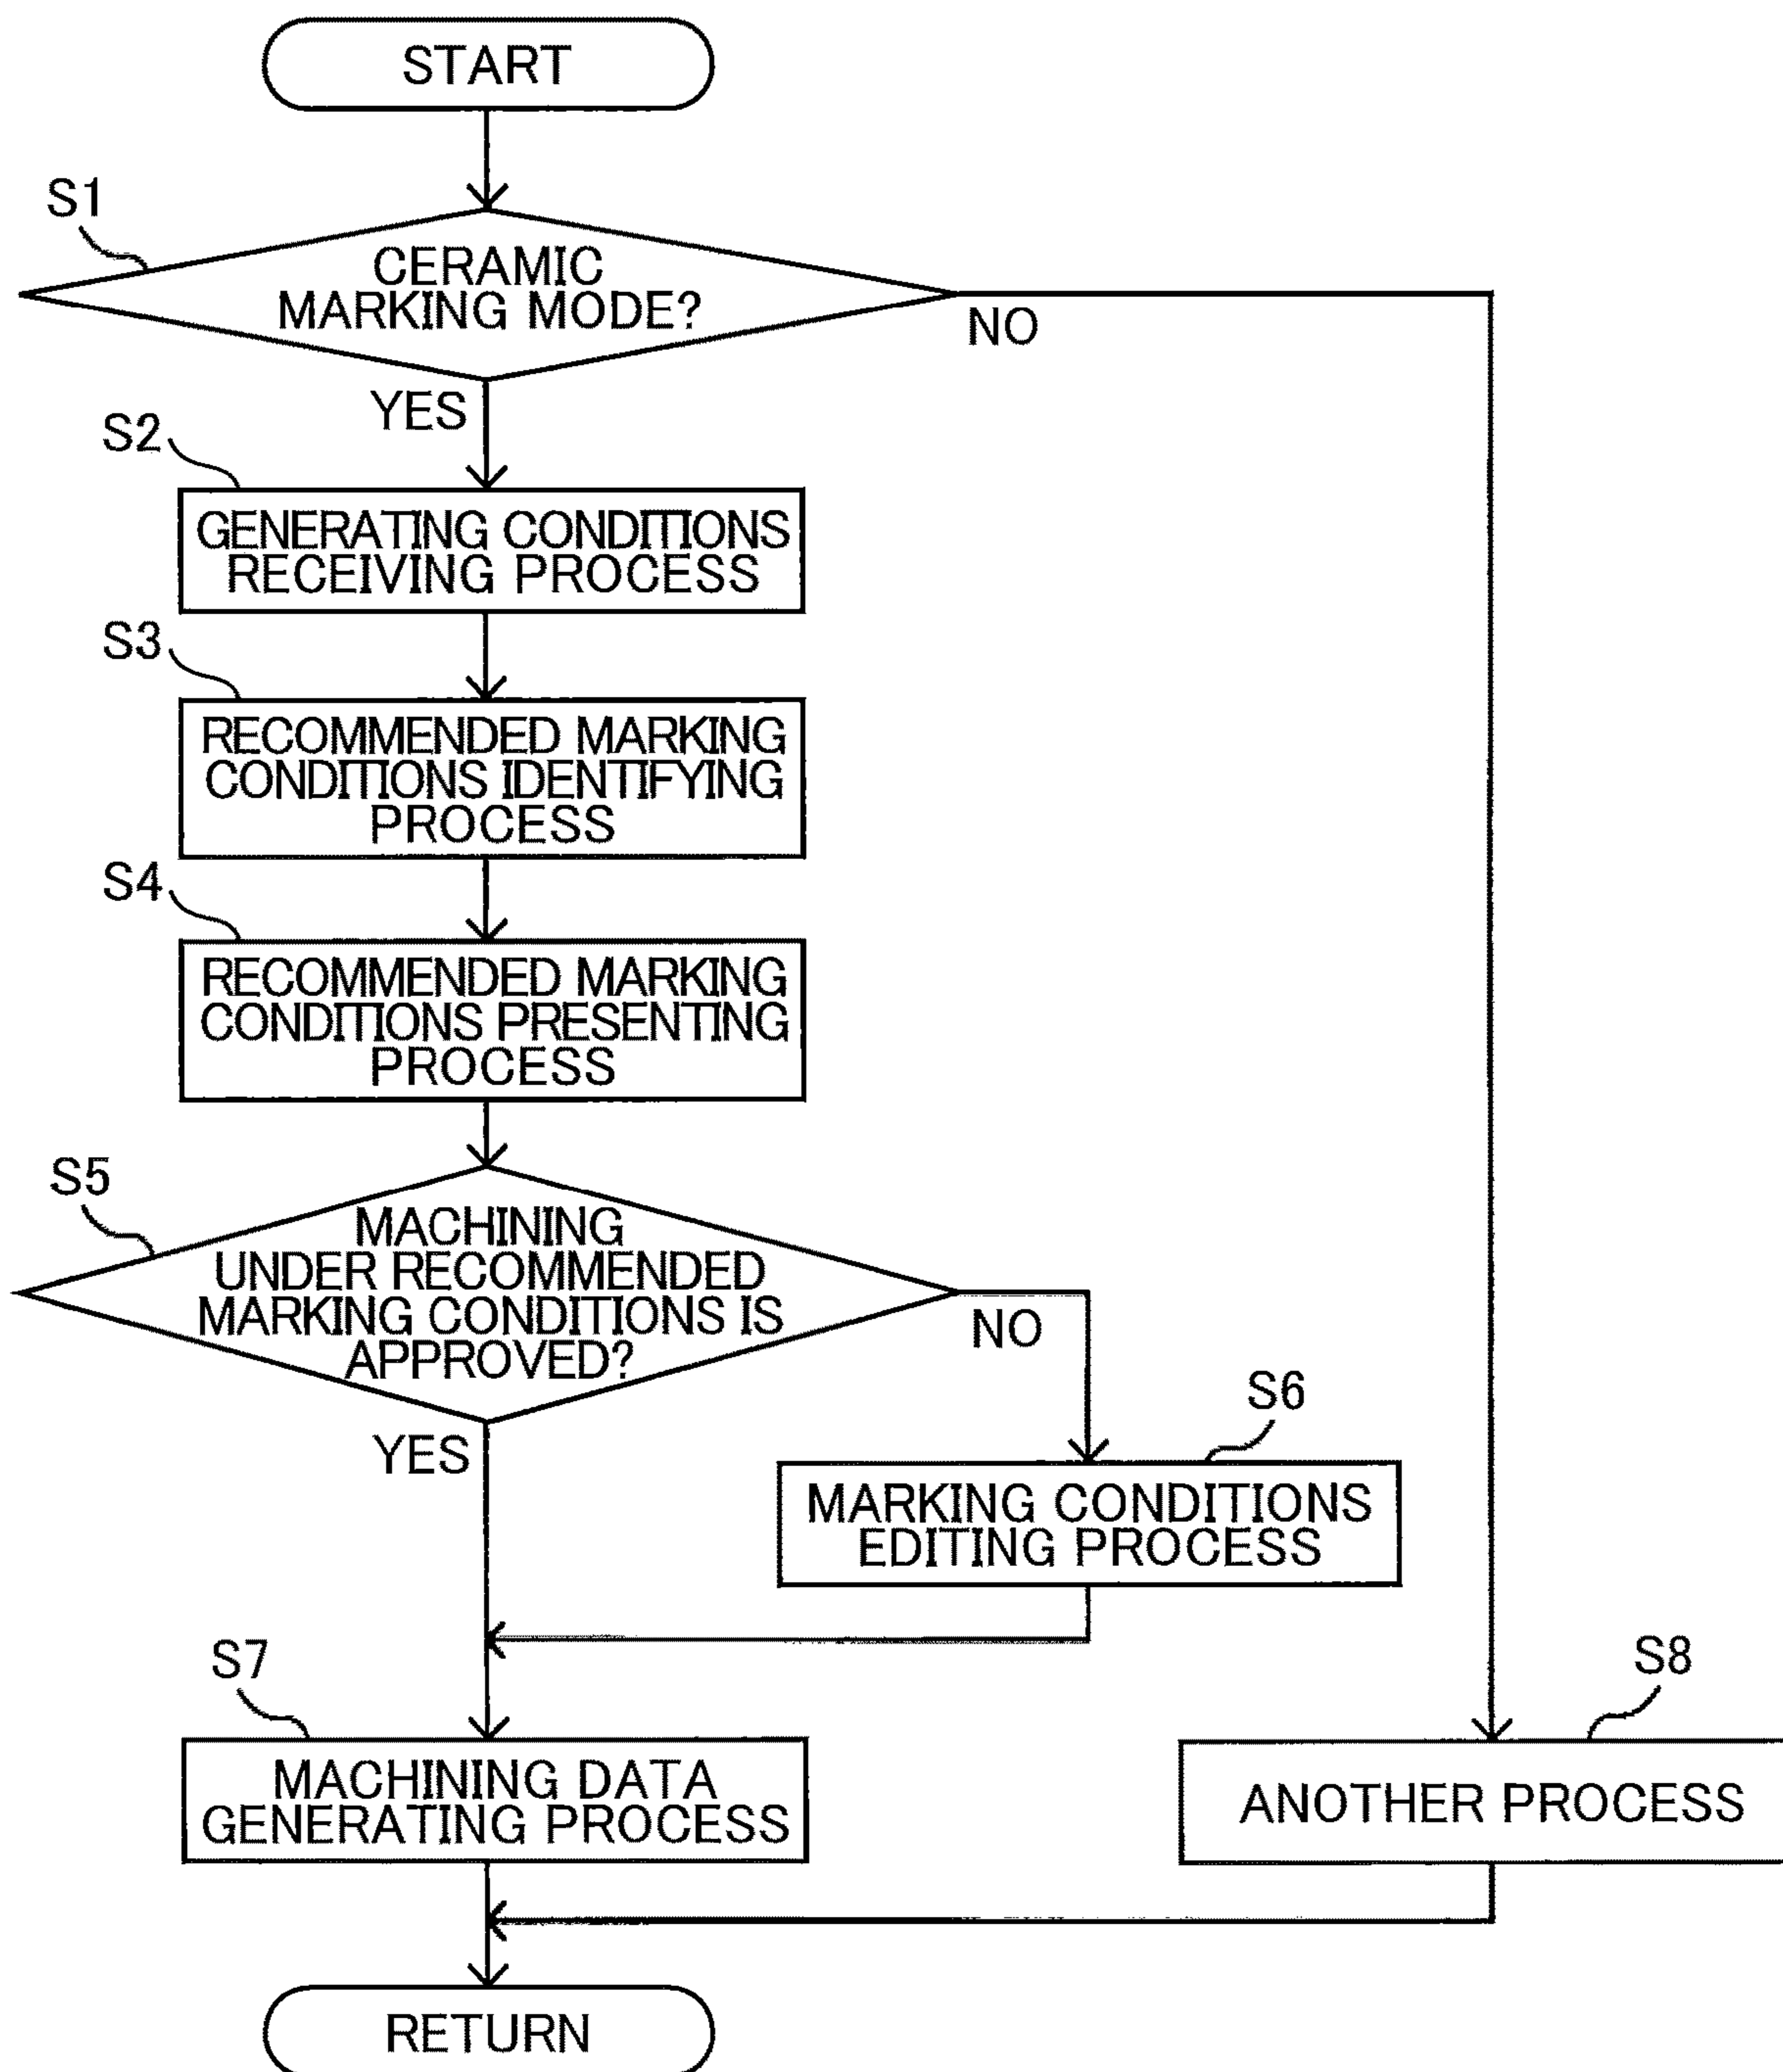 START
S1
CERAMIC
MARKING MODE?
NO
YES
S2
GENERATING CONDITIONS
RECEIVING PROCESS
S3
RECOMMENDED MARKING
CONDITIONS IDENTIFYING
PROCESS
S4
RECOMMENDED MARKING
CONDITIONS PRESENTING
PROCESS
S5
MACHINING
UNDER RECOMMENDED
MARKING CONDITIONS IS
APPROVED?
NO
YES
S6
MARKING CONDITIONS
EDITING PROCESS
S7
MACHINING DATA
GENERATING PROCESS
S8
ANOTHER PROCESS
RETURN